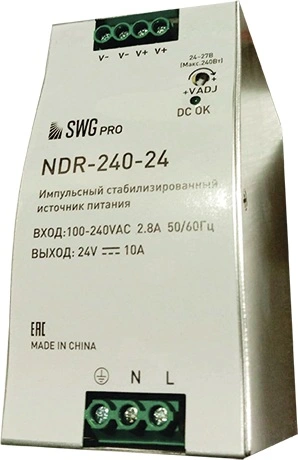 V- V- V+ V+
24-27В
(Макс.240Вт)
+VADJ
DC OK
SWG PRO
NDR-240-24
Импульсный стабилизированный
источник питания
ВХОД:100-240VAC 2.8A 50/60Гц
ВЫХОД: 24V 10A
EAC
MADE IN CHINA
N L